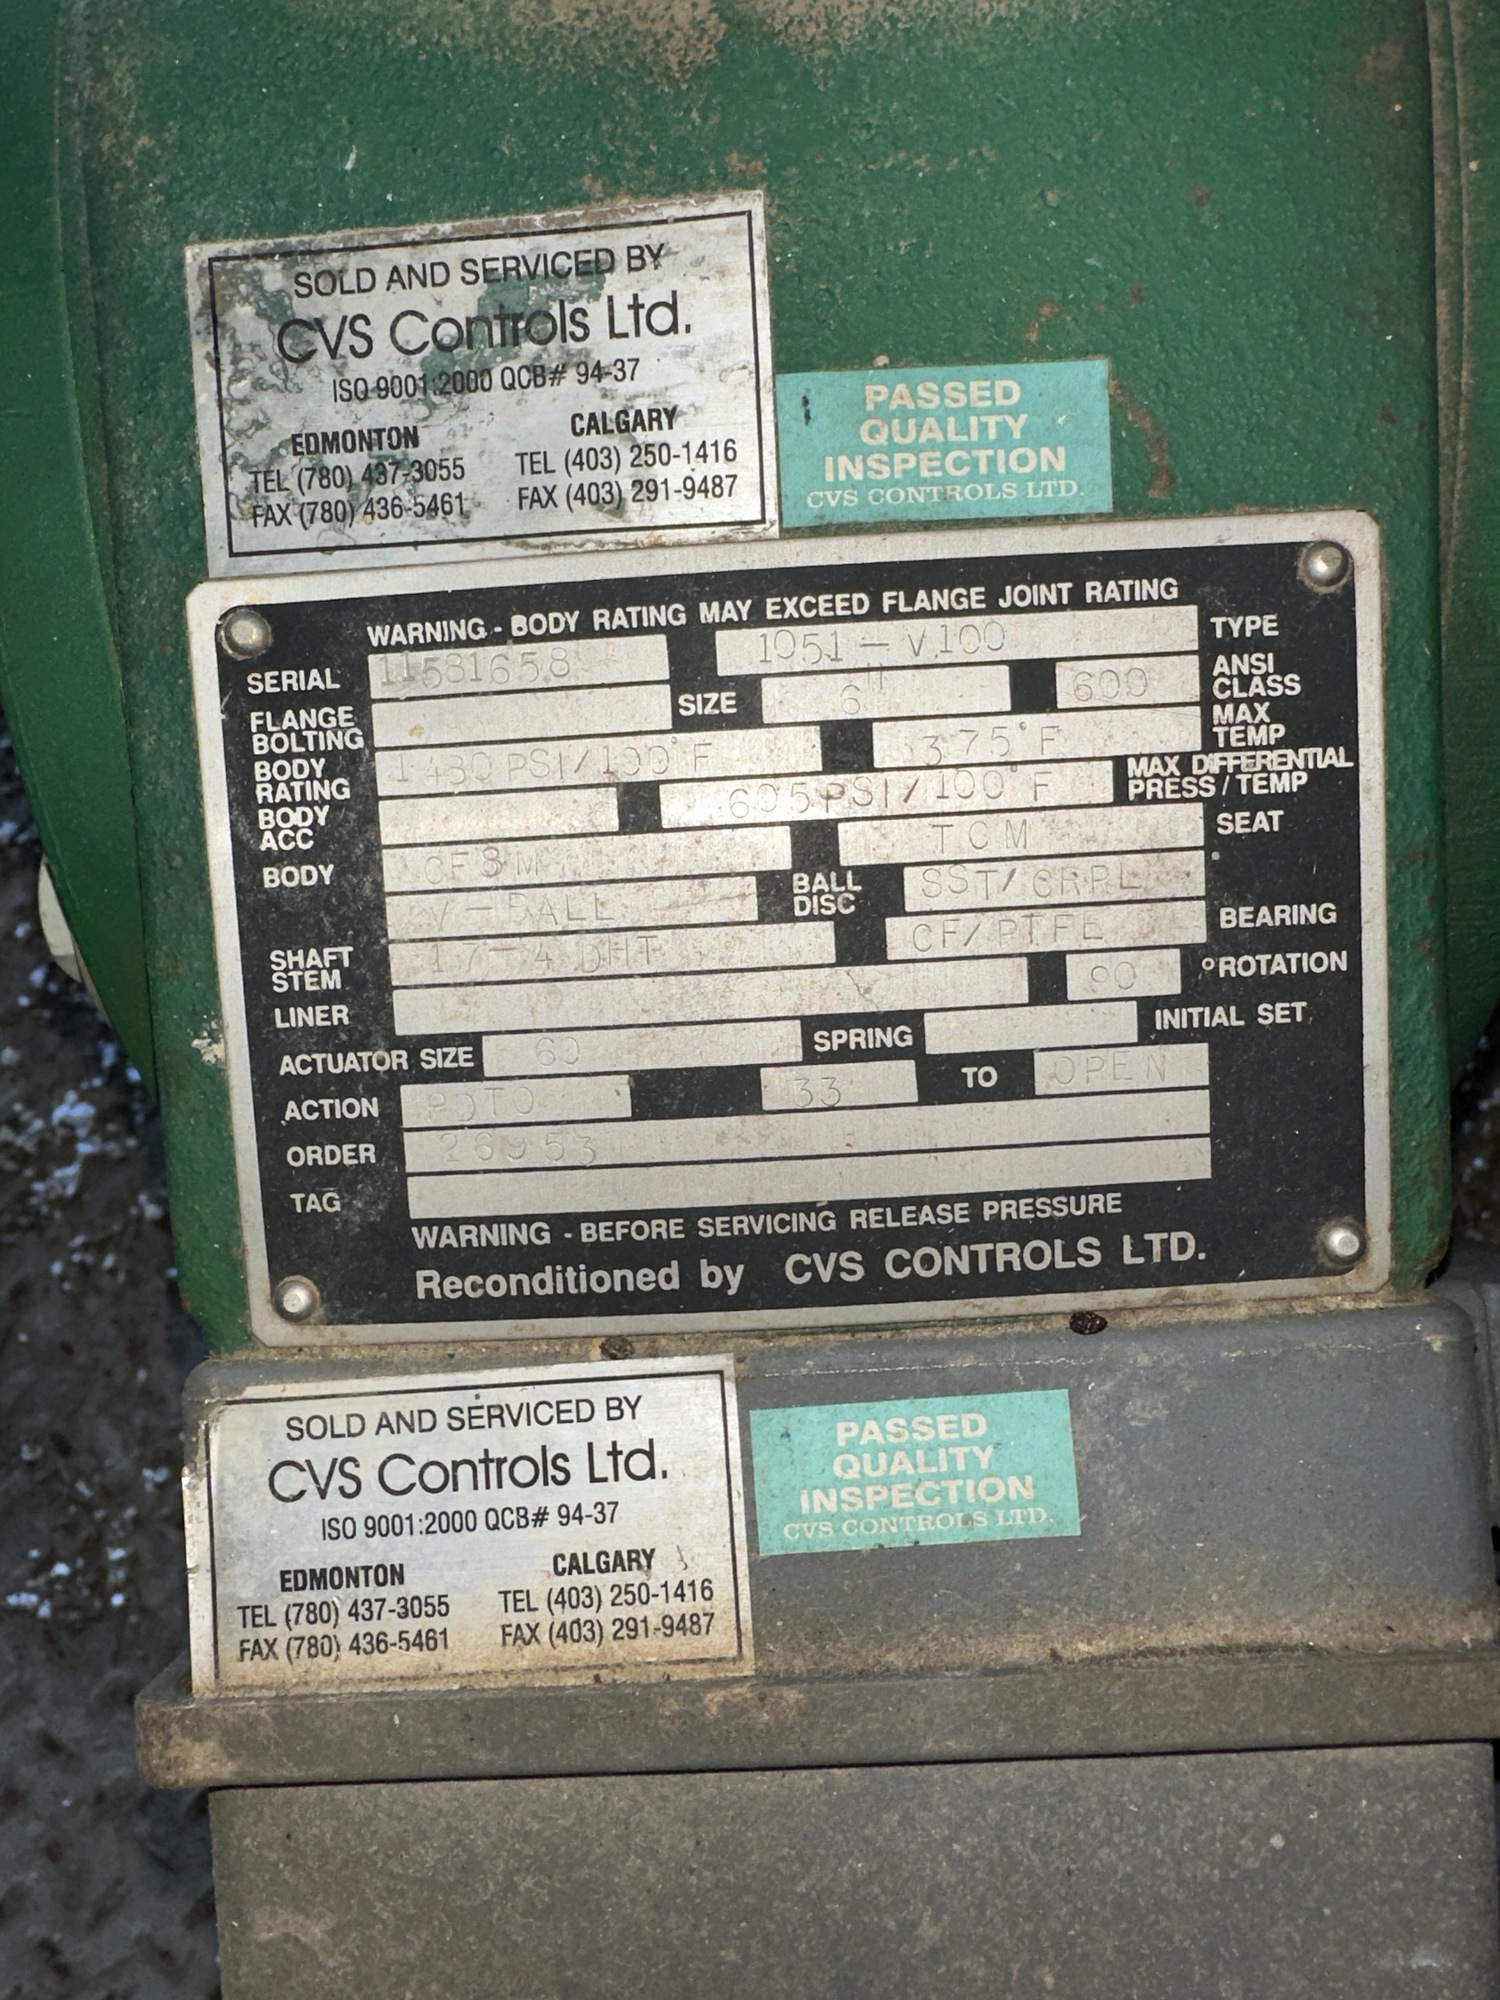 SOLD AND SERVICED BY
CVS Controls Ltd.
ISO 9001:2000 QCB# 94-37
EDMONTON CALGARY
TEL (780) 437-3055 TEL (403) 250-1416
FAX (780) 436-5461 FAX (403) 291-9487
PASSED
QUALITY
INSPECTION
CVS CONTROLS LTD.
WARNING - BODY RATING MAY EXCEED FLANGE JOINT RATING
SERIAL 11581658 1051-V100 TYPE
FLANGE BOLTING SIZE 6" 600 ANSI CLASS
BODY RATING 1480PSI/100°F 375°F MAX TEMP
BODY ACC 605PSI/100°F MAX DIFFERENTIAL PRESS/TEMP
BODY CF8M TCM SEAT
V-BALL BALL DISC SST/CRPL
SHAFT STEM 17-4 DHT CF/PTFE BEARING
LINER 90 °ROTATION
ACTUATOR SIZE 60 SPRING INITIAL SET
ACTION PDTO 33 TO OPEN
ORDER 26953
TAG
WARNING - BEFORE SERVICING RELEASE PRESSURE
Reconditioned by CVS CONTROLS LTD.
SOLD AND SERVICED BY
CVS Controls Ltd.
ISO 9001:2000 QCB# 94-37
EDMONTON CALGARY
TEL (780) 437-3055 TEL (403) 250-1416
FAX (780) 436-5461 FAX (403) 291-9487
PASSED
QUALITY
INSPECTION
CVS CONTROLS LTD.